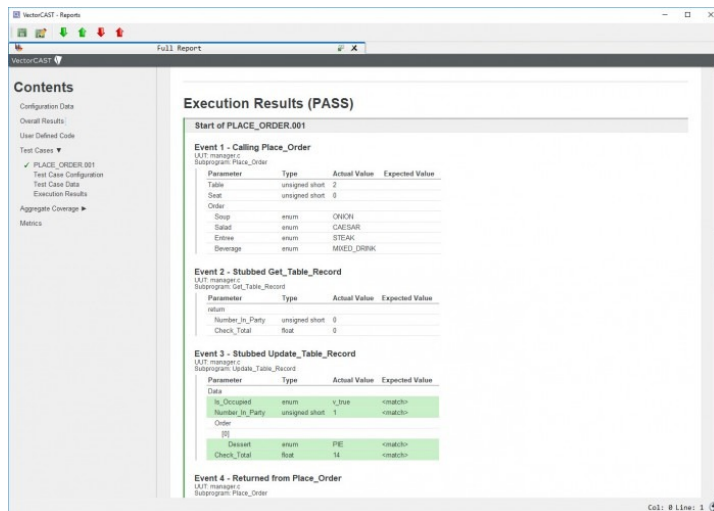 VectorCAST - Reports
Full Report
VectorCAST
Contents
Configuration Data
Overall Results
User Defined Code
Test Cases ▼
✓ PLACE_ORDER.001
Test Case Configuration
Test Case Data
Execution Results
Aggregate Coverage ►
Metrics
Execution Results (PASS)
Start of PLACE_ORDER.001
Event 1 - Calling Place_Order
UUT: manager.c
Subprogram: Place_Order
Parameter Type Actual Value Expected Value
Table unsigned short 2
Seat unsigned short 0
Order
Soup enum ONION
Salad enum CAESAR
Entree enum STEAK
Beverage enum MIXED_DRINK
Event 2 - Stubbed Get_Table_Record
UUT: manager.c
Subprogram: Get_Table_Record
Parameter Type Actual Value Expected Value
return
Number_In_Party unsigned short 0
Check_Total float 0
Event 3 - Stubbed Update_Table_Record
UUT: manager.c
Subprogram: Update_Table_Record
Parameter Type Actual Value Expected Value
Data
Is_Occupied enum v_true <match>
Number_In_Party unsigned short 1 <match>
Order
[0]
Dessert enum PIE <match>
Check_Total float 14 <match>
Event 4 - Returned from Place_Order
UUT: manager.c
Subprogram: Place_Order
Col: 0 Line: 1